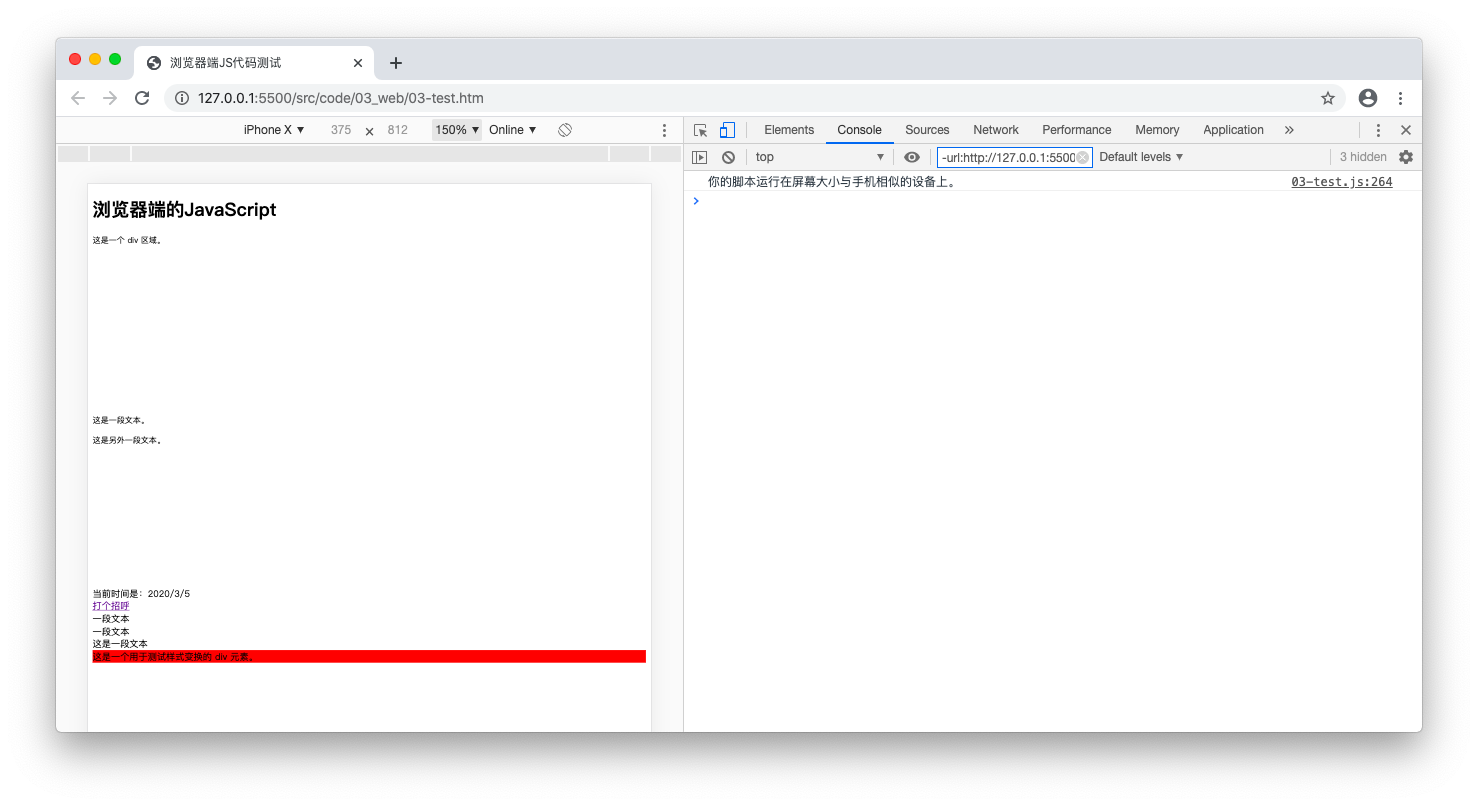 浏览器端JS代码测试
127.0.0.1:5500/src/code/03_web/03-test.htm
iPhone X 375 812 150% Online
Elements Console Sources Network Performance Memory Application
top -url:http://127.0.0.1:5500 Default levels 3 hidden
你的脚本运行在屏幕大小与手机相似的设备上。 03-test.js:264
浏览器端的JavaScript
这是一个 div 区域。
这是一段文本。
这是另外一段文本。
当前时间是：2020/3/5
打个招呼
一段文本
一段文本
这是一段文本
这是一个用于测试样式变换的 div 元素。